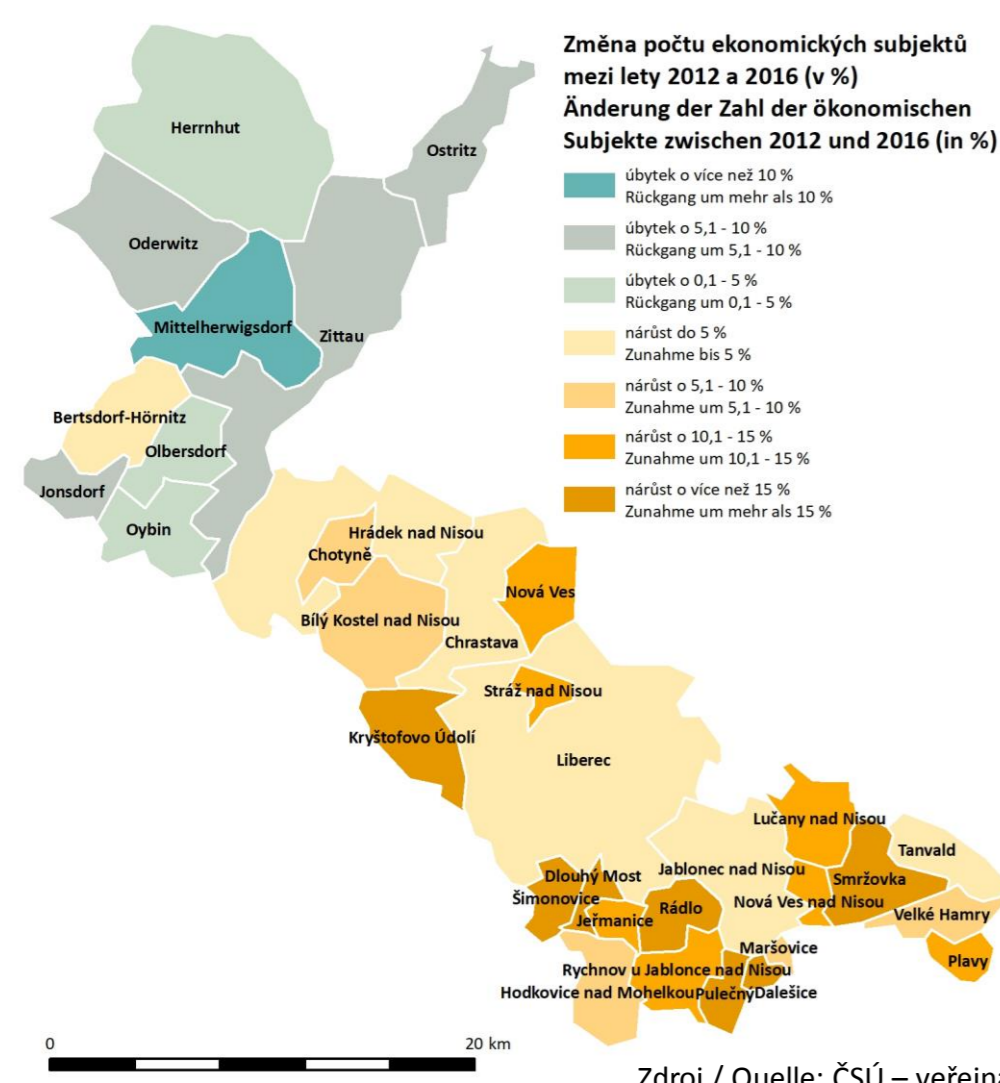 Změna počtu ekonomických subjektů
mezi lety 2012 a 2016 (v %)
Änderung der Zahl der ökonomischen
Subjekte zwischen 2012 und 2016 (in %)
úbytek o více než 10 %
Rückgang um mehr als 10 %
úbytek o 5,1 - 10 %
Rückgang um 5,1 - 10 %
úbytek o 0,1 - 5 %
Rückgang um 0,1 - 5 %
nárůst do 5 %
Zunahme bis 5 %
nárůst o 5,1 - 10 %
Zunahme um 5,1 - 10 %
nárůst o 10,1 - 15 %
Zunahme um 10,1 - 15 %
nárůst o více než 15 %
Zunahme um mehr als 15 %
Herrnhut
Ostritz
Oderwitz
Mittelherwigsdorf
Zittau
Bertsdorf-Hörnitz
Olbersdorf
Jonsdorf
Oybin
Hrádek nad Nisou
Chotyně
Nová Ves
Bílý Kostel nad Nisou
Chrastava
Stráž nad Nisou
Kryštofovo Údolí
Liberec
Lučany nad Nisou
Tanvald
Jablonec nad Nisou
Dlouhý Most
Smržovka
Šimonovice
Nová Ves nad Nisou
Rádlo
Velké Hamry
Jeřmanice
Maršovice
Plavy
Rychnov u Jablonce nad Nisou
Hodkovice nad Mohelkou
Pulečný
Dalešice
0
20 km
Zdroj / Quelle: ČSÚ – veřejná